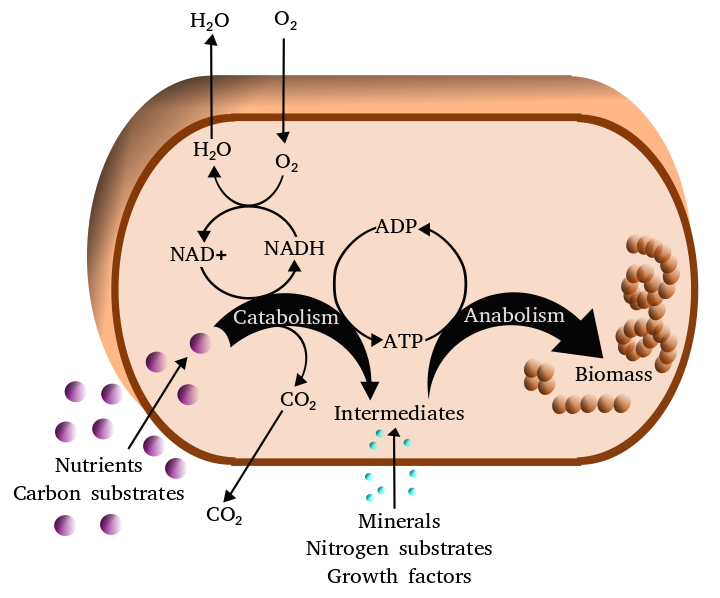 H₂O
O₂
H₂O
O₂
NAD+
NADH
ADP
Catabolism
ATP
Anabolism
Biomass
CO₂
Intermediates
Nutrients
Carbon substrates
CO₂
Minerals
Nitrogen substrates
Growth factors